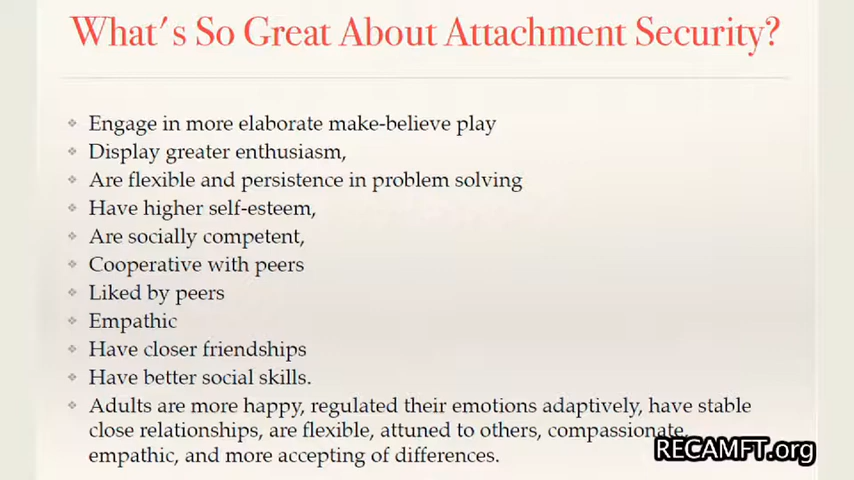 What's So Great About Attachment Security?
Engage in more elaborate make-believe play
Display greater enthusiasm,
Are flexible and persistence in problem solving
Have higher self-esteem,
Are socially competent,
Cooperative with peers
Liked by peers
Empathic
Have closer friendships
Have better social skills.
Adults are more happy, regulated their emotions adaptively, have stable
close relationships, are flexible, attuned to others, compassionate,
empathic, and more accepting of differences.
RECAMFT.org